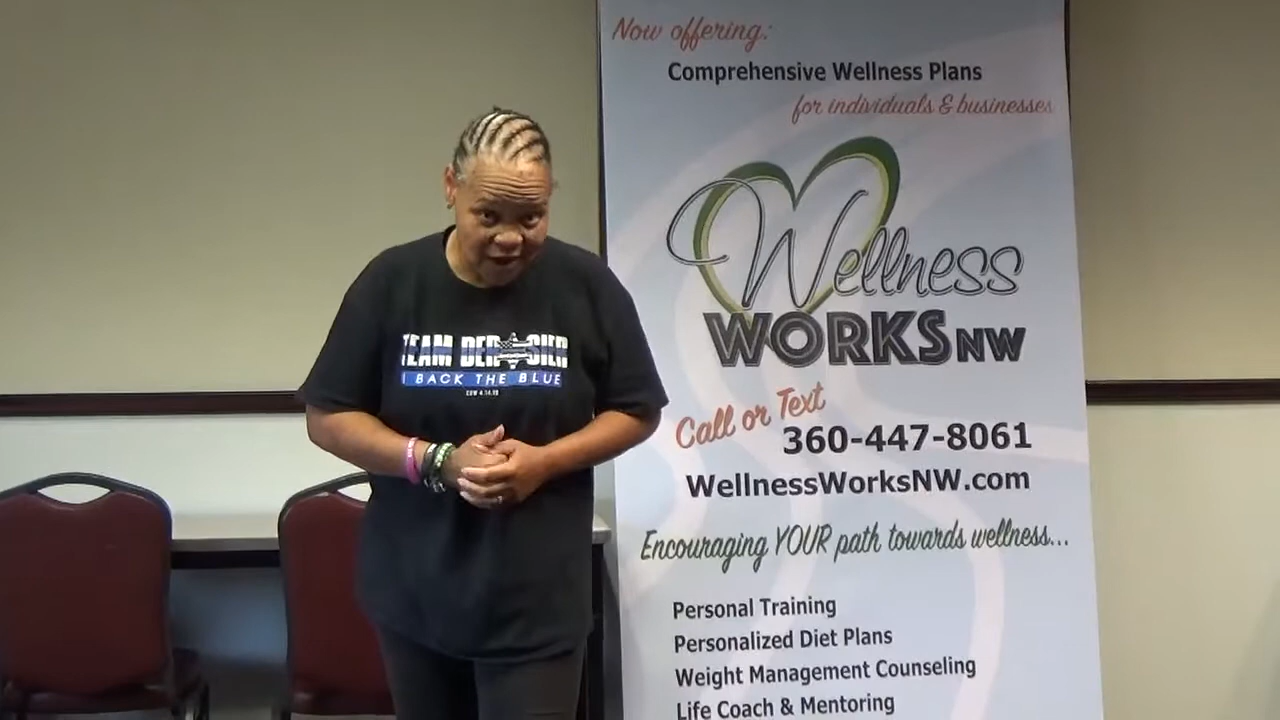 Now offering:
Comprehensive Wellness Plans
for individuals & businesses
Wellness
WORKS NW
Call or Text
360-447-8061
WellnessWorksNW.com
Encouraging YOUR path towards wellness...
Personal Training
Personalized Diet Plans
Weight Management Counseling
Life Coach & Mentoring
TEAM DEROSIER
I BACK THE BLUE